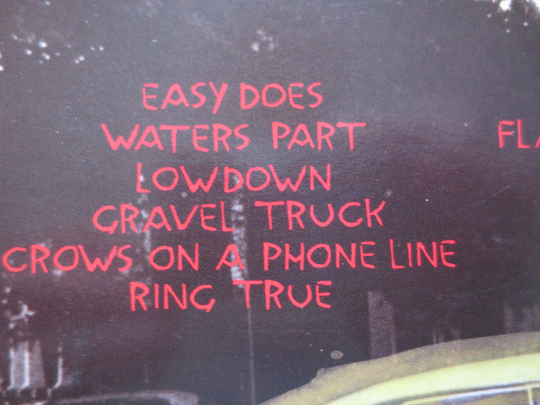 EASY DOES
WATERS PART
LOWDOWN
GRAVEL TRUCK
CROWS ON A PHONE LINE
RING TRUE